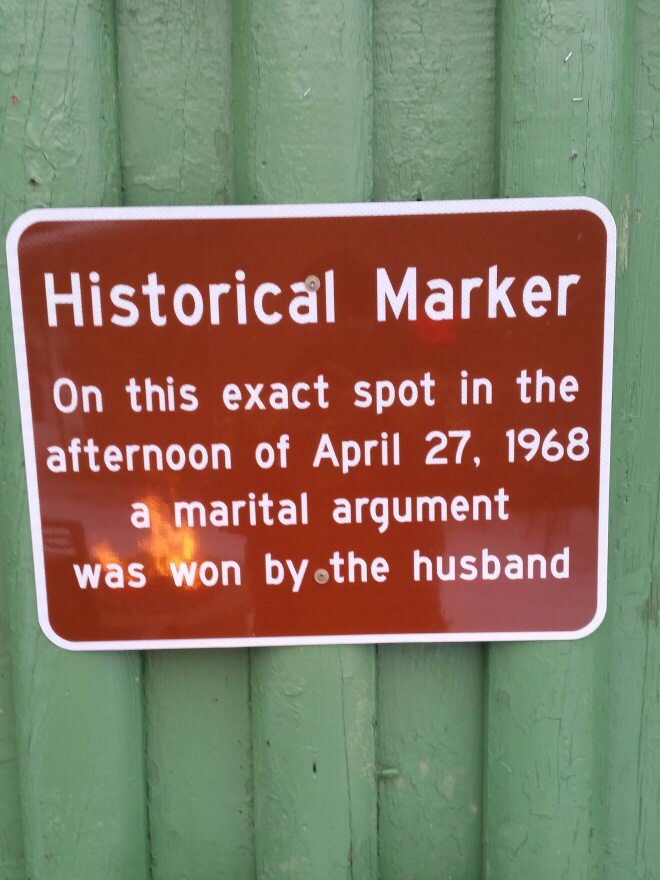 Historical Marker
On this exact spot in the
afternoon of April 27, 1968
a marital argument
was won by the husband